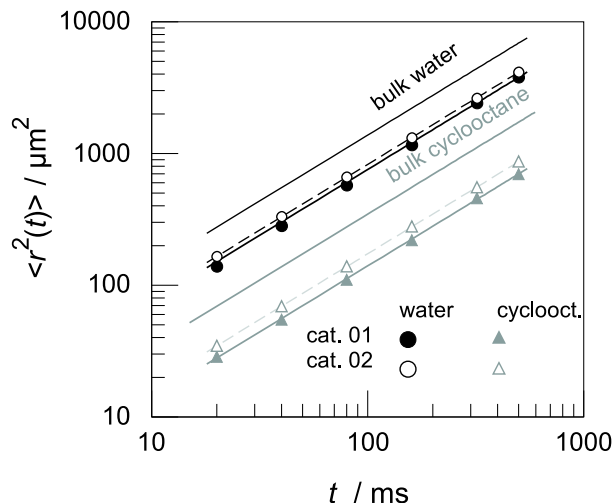 10000
1000
100
10
<r²(t)> / µm²
bulk water
bulk cyclooctane
water cyclooct.
cat. 01
cat. 02
10 100 1000
t / ms